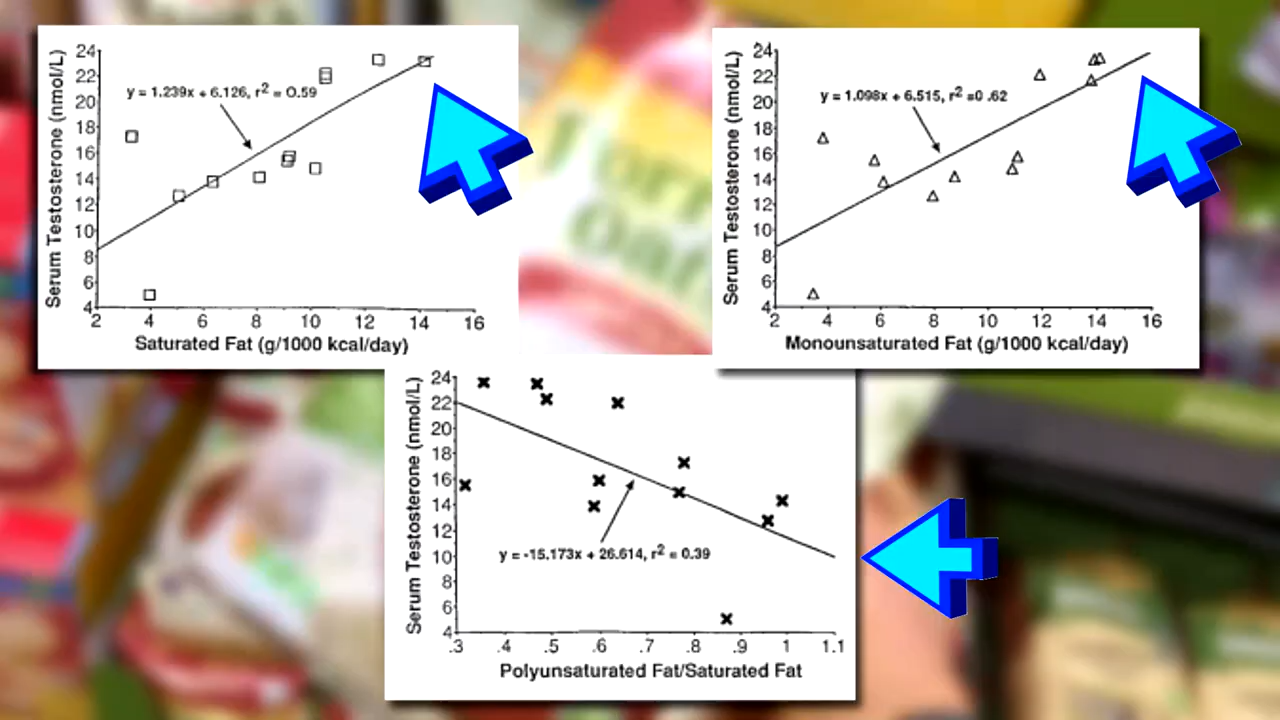 Serum Testosterone (nmol/L)
24
22
20
18
16
14
12
10
8
6
4
y = 1.239x + 6.126, r2 = 0.59
2 4 6 8 10 12 14 16
Saturated Fat (g/1000 kcal/day)
Serum Testosterone (nmol/L)
24
22
20
18
16
14
12
10
8
6
4
y = 1.098x + 6.515, r2 =0 .62
2 4 6 8 10 12 14 16
Monounsaturated Fat (g/1000 kcal/day)
Serum Testosterone (nmol/L)
24
22
20
18
16
14
12
10
8
6
4
y = -15.173x + 26.614, r2 = 0.39
.3 .4 .5 .6 .7 .8 .9 1 1.1
Polyunsaturated Fat/Saturated Fat